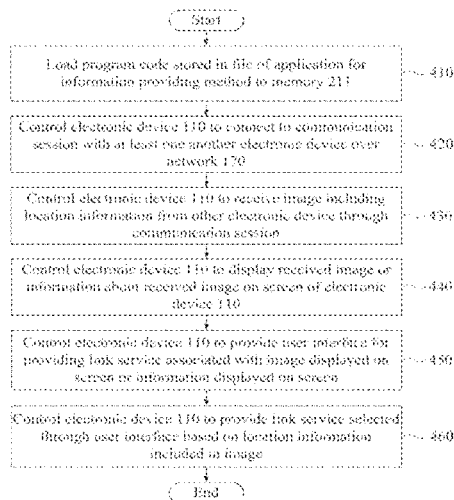 Start
Load program code stored in file of application for
information providing method to memory 211
410
Control electronic device 110 to connect to communication
session with at least one another electronic device over
network 170
420
Control electronic device 110 to receive image including
location information from other electronic device through
communication session
430
Control electronic device 110 to display received image or
information about received image on screen of electronic
device 110
440
Control electronic device 110 to provide user interface for
providing link service associated with image displayed on
screen or information displayed on screen
450
Control electronic device 110 to provide link service selected
through user interface based on location information
included in image
460
End